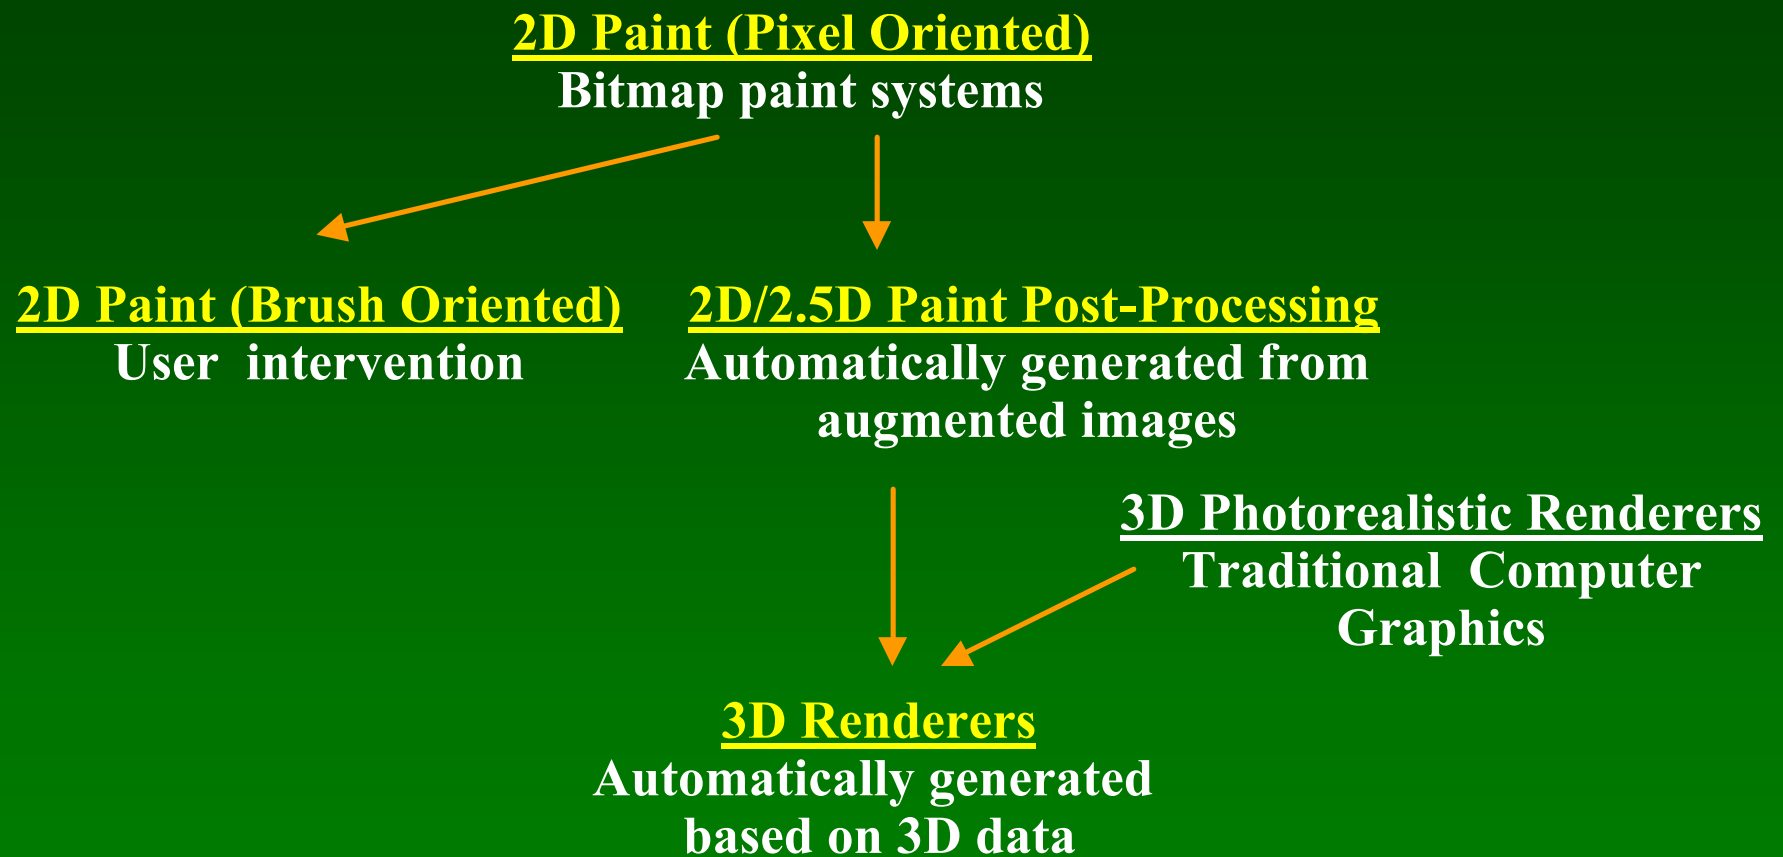 2D Paint (Pixel Oriented)
Bitmap paint systems
2D Paint (Brush Oriented)
User intervention
2D/2.5D Paint Post-Processing
Automatically generated from
augmented images
3D Photorealistic Renderers
Traditional Computer
Graphics
3D Renderers
Automatically generated
based on 3D data